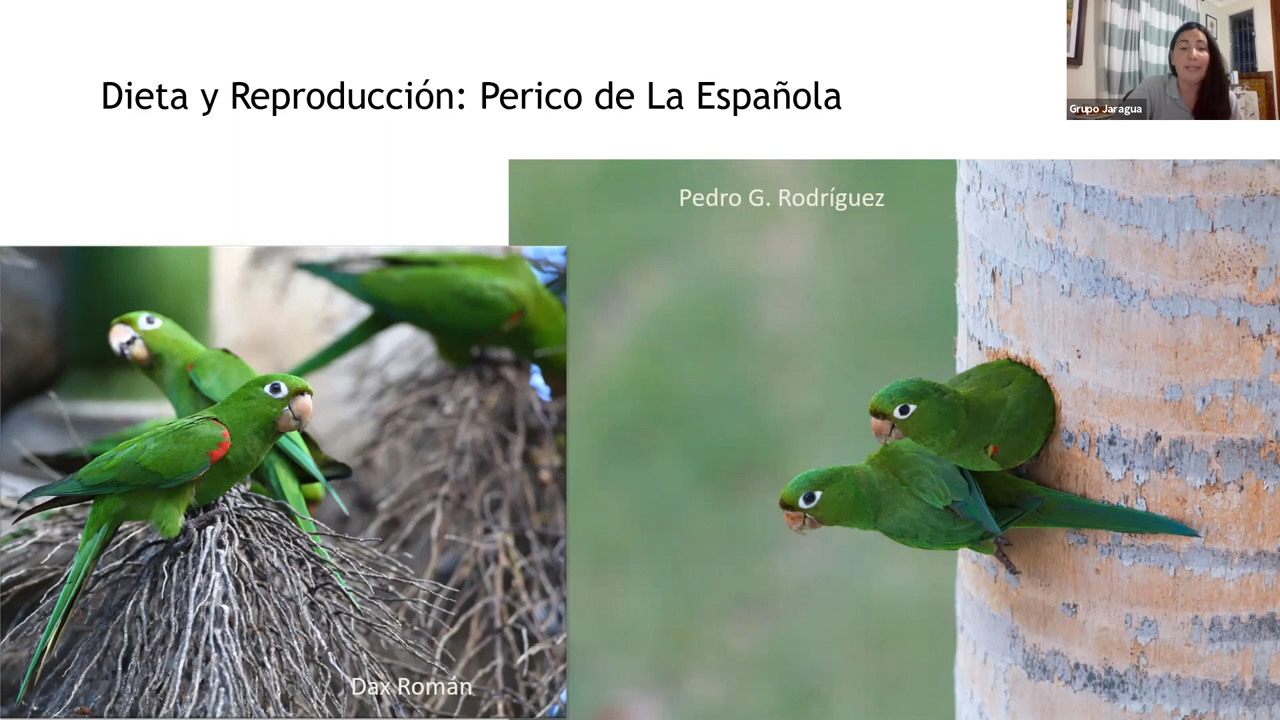 Dieta y Reproducción: Perico de La Española
Grupo Jaragua
Pedro G. Rodríguez
Dax Román